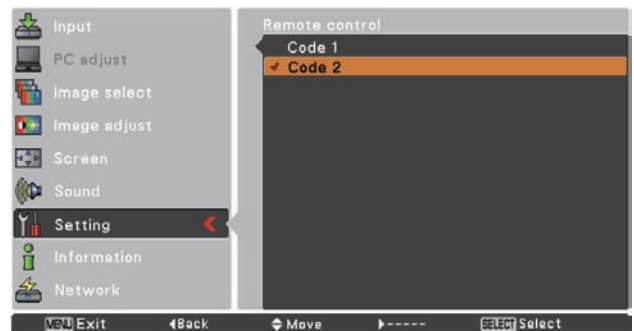 Input
PC adjust
Image select
Image adjust
Screen
Sound
Setting
Information
Network
Remote control
Code 1
Code 2
MENU Exit ◀Back Move ▶----- SELECT Select